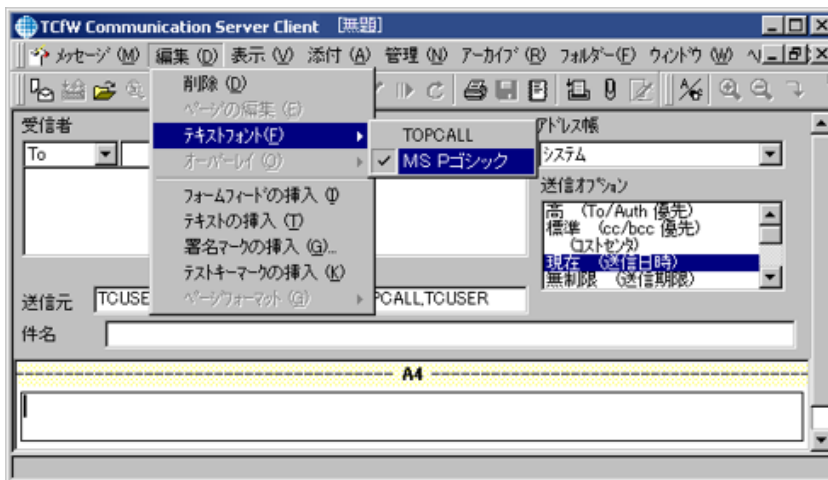 TCfW Communication Server Client [無題]
メッセージ (M) 編集 (D) 表示 (V) 添付 (A) 管理 (N) アーカイブ (R) フォルダー(F) ウィンドウ (W) ヘ
削除 (D)
ページの編集 (E)
テキストフォント(F)
オーバーレイ (O)
フォームフィードの挿入 (I)
テキストの挿入 (T)
署名マークの挿入 (G)...
テストキーマークの挿入 (K)
ページフォーマット (G)
TOPCALL
MS Pゴシック
受信者
To
アドレス帳
システム
送信オプション
高 (To/Auth 優先)
標準 (cc/bcc 優先)
(コストセンタ)
現在 (送信日時)
無制限 (送信期限)
送信元 TCUSE PCALL,TCUSER
件名
A4